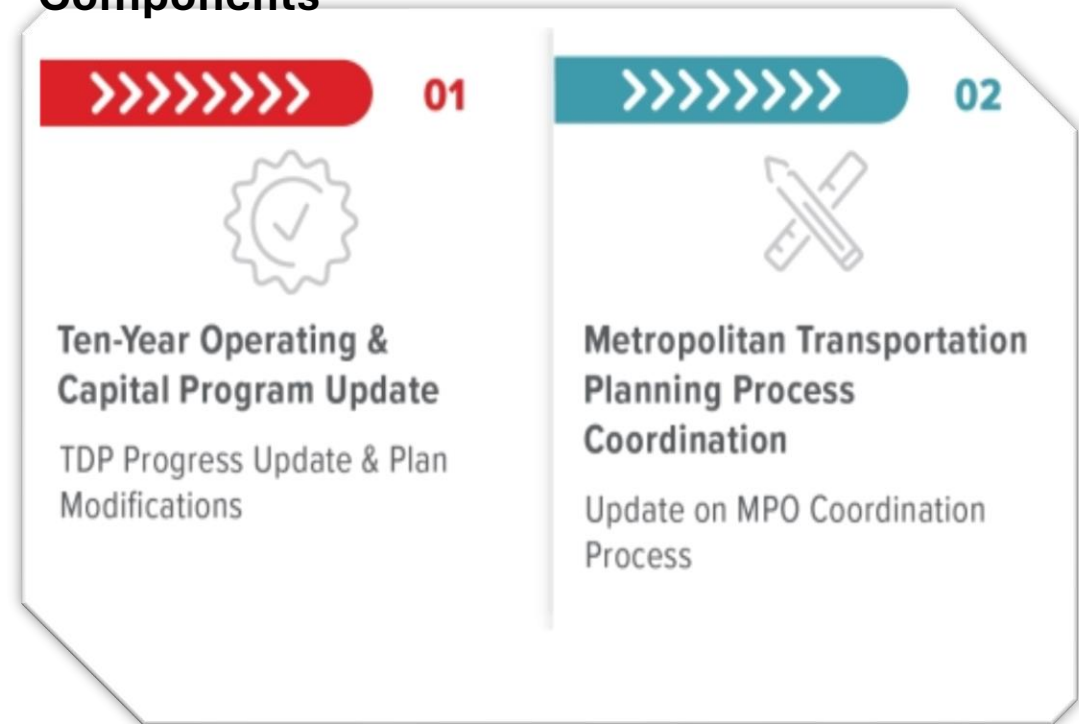 Components
01
Ten-Year Operating &
Capital Program Update
TDP Progress Update & Plan
Modifications
02
Metropolitan Transportation
Planning Process
Coordination
Update on MPO Coordination
Process